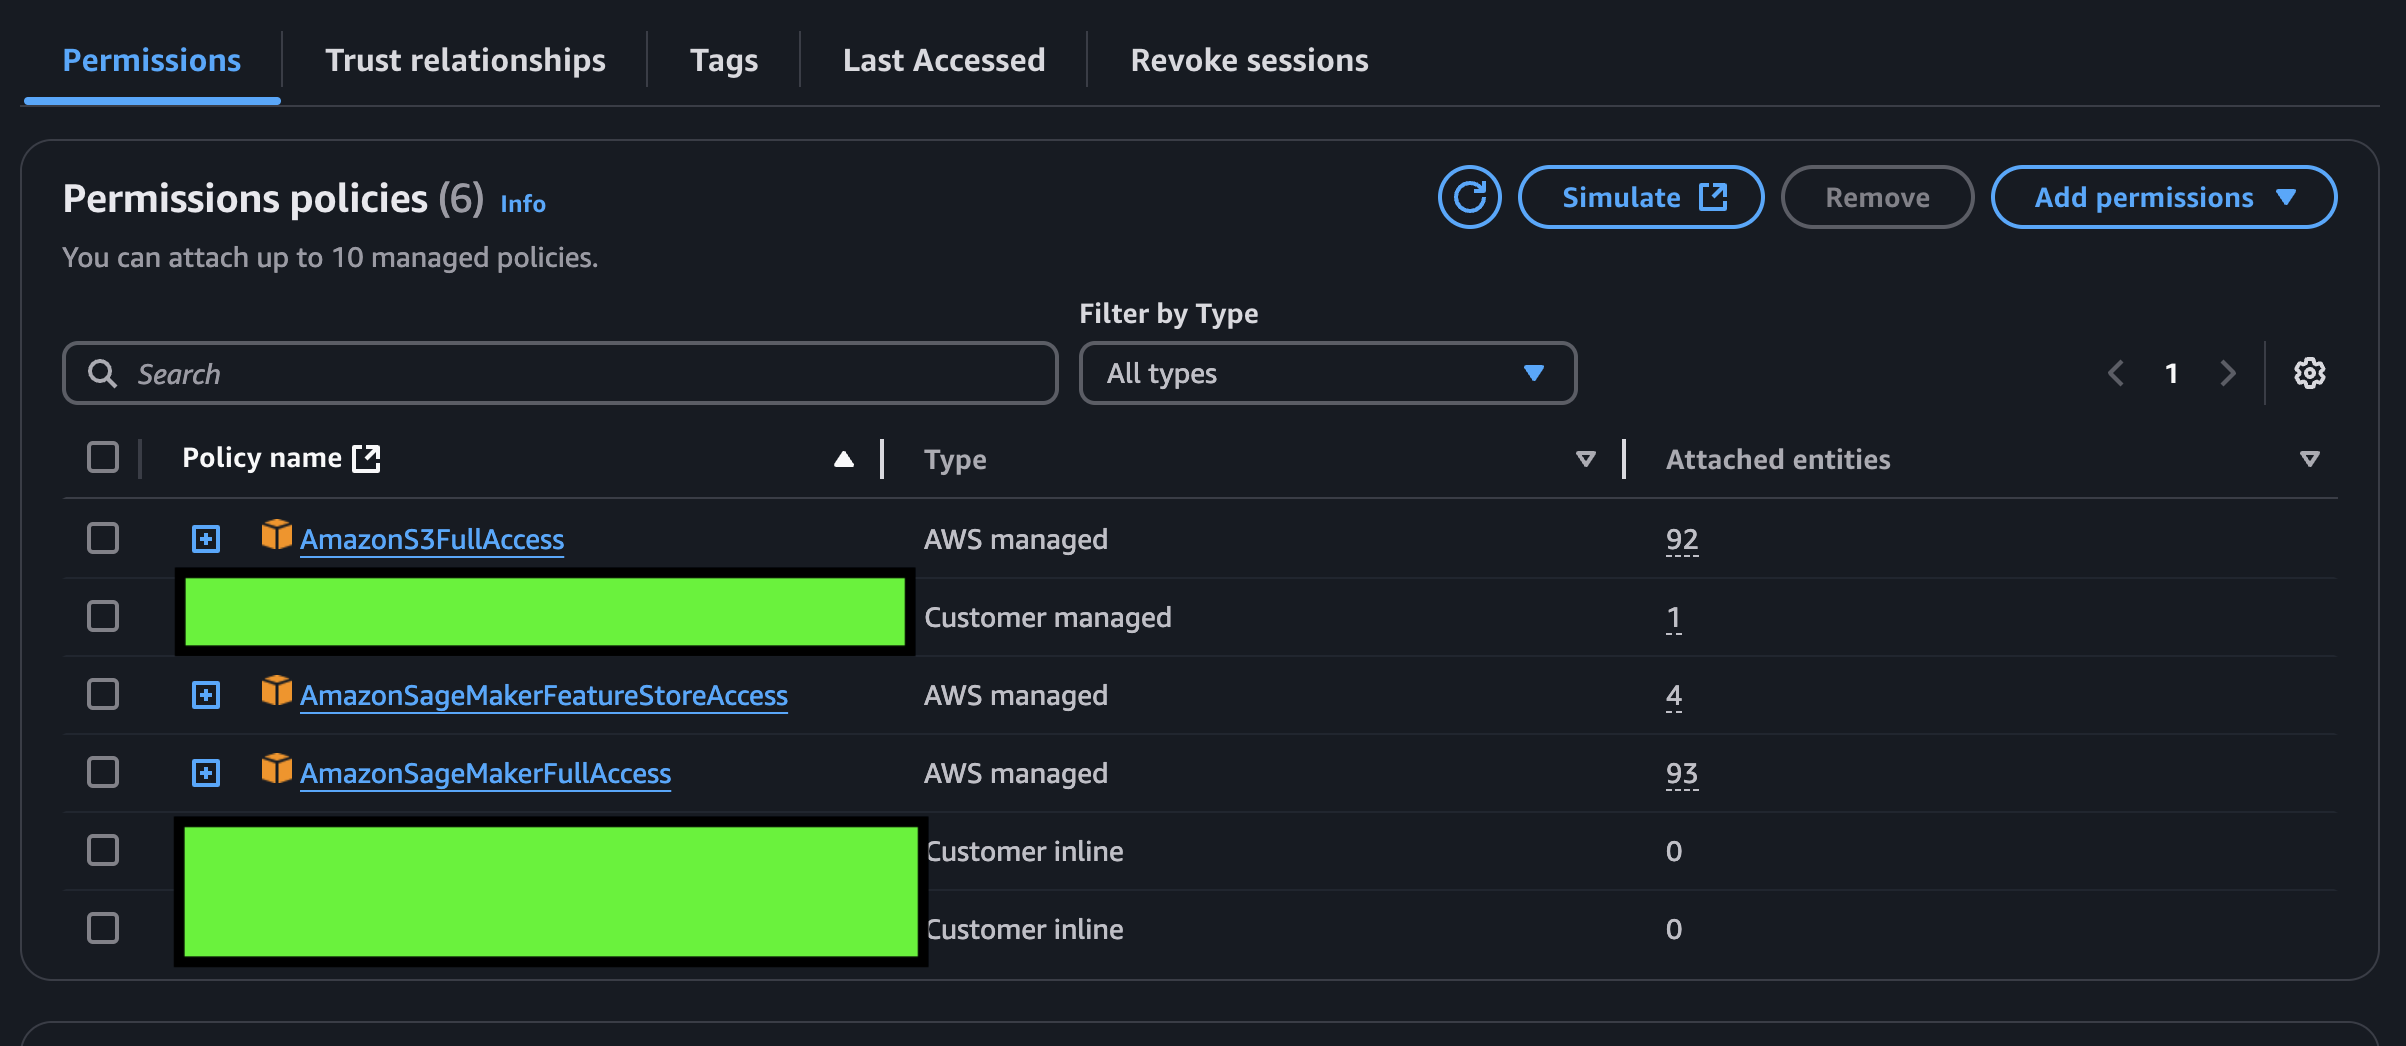 Permissions Trust relationships Tags Last Accessed Revoke sessions
Permissions policies (6) Info
Simulate Remove Add permissions
You can attach up to 10 managed policies.
Filter by Type
Search All types 1
Policy name Type Attached entities
AmazonS3FullAccess AWS managed 92
Customer managed 1
AmazonSageMakerFeatureStoreAccess AWS managed 4
AmazonSageMakerFullAccess AWS managed 93
Customer inline 0
Customer inline 0